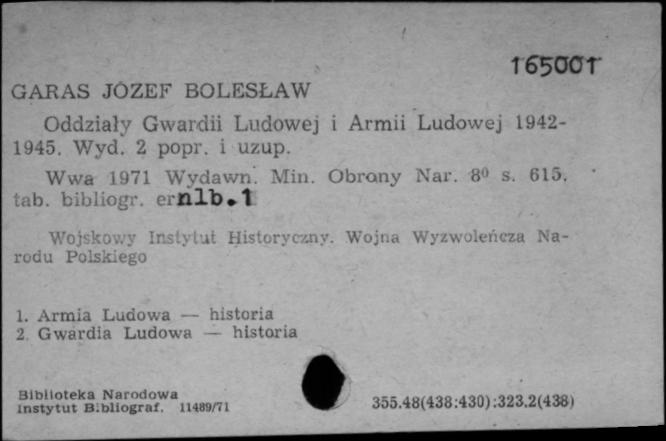 165001
GARAS JÓZEF BOLESŁAW
Oddziały Gwardii Ludowej i Armii Ludowej 1942-
1945. Wyd. 2 popr. i uzup.
Wwa 1971 Wydawn. Min. Obrony Nar. 8⁰ s. 615.
tab. bibliogr. er nlb.1
Wojskowy Instytut Historyczny. Wojna Wyzwoleńcza Na-
rodu Polskiego
1. Armia Ludowa — historia
2. Gwardia Ludowa — historia
Biblioteka Narodowa
Instytut Bibliograf. 11489/71
355.48(438:430):323.2(438)